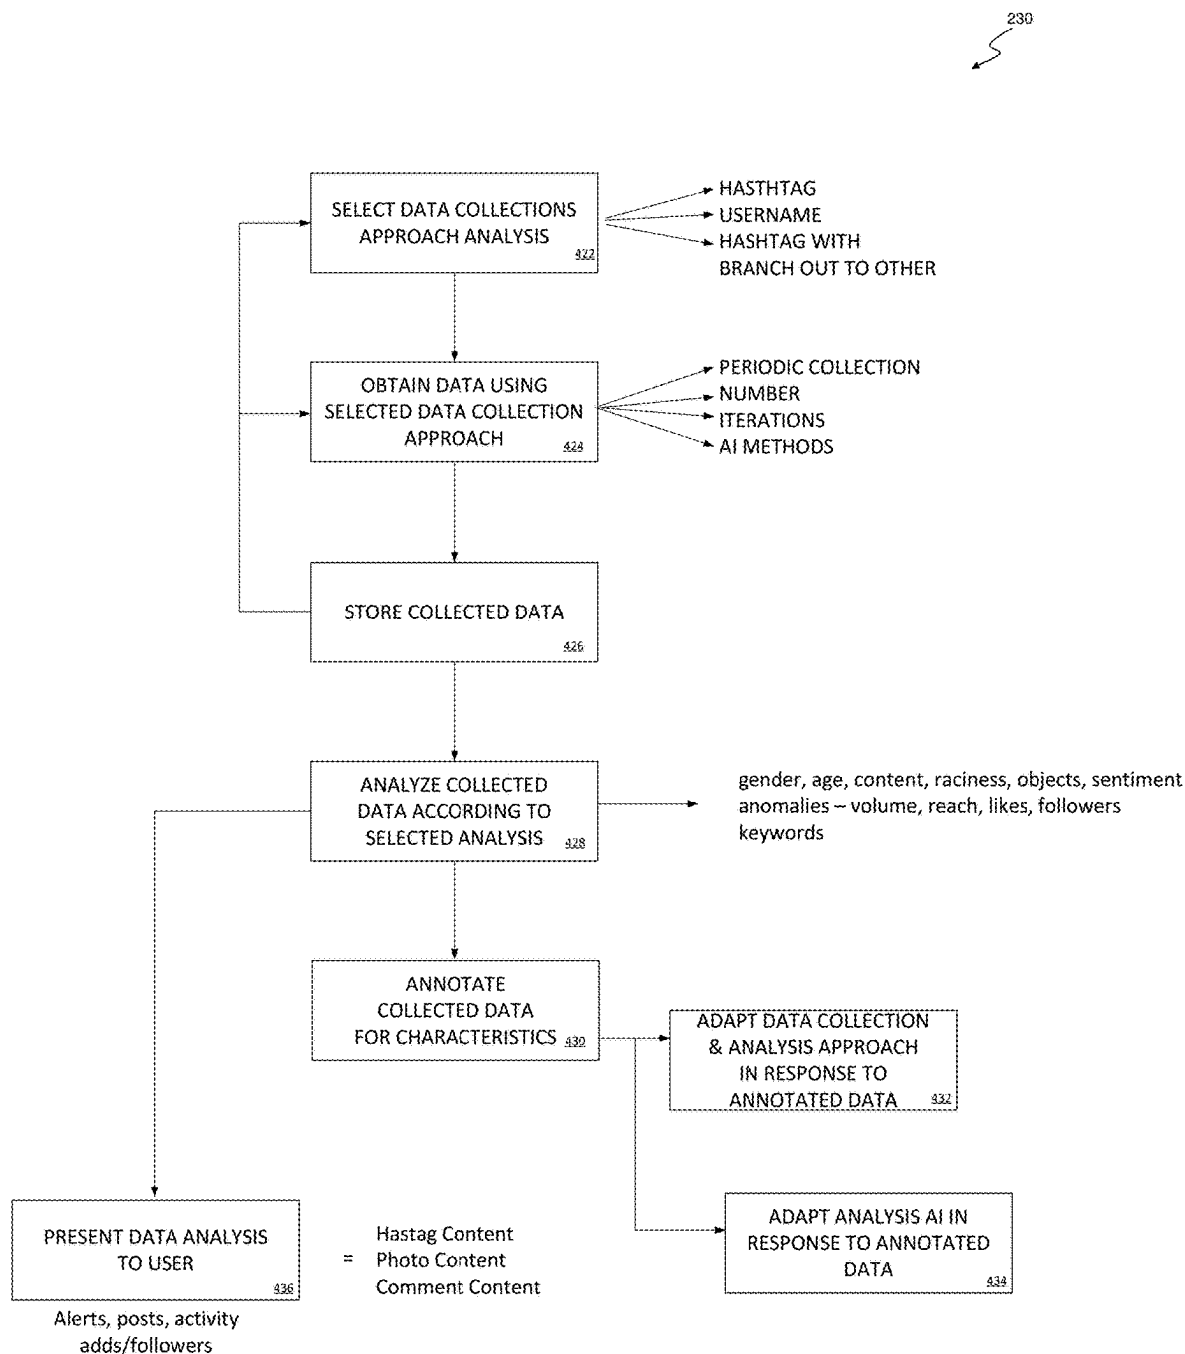 230
SELECT DATA COLLECTIONS
APPROACH ANALYSIS
422
HASTHTAG
USERNAME
HASHTAG WITH
BRANCH OUT TO OTHER
OBTAIN DATA USING
SELECTED DATA COLLECTION
APPROACH
424
PERIODIC COLLECTION
NUMBER
ITERATIONS
AI METHODS
STORE COLLECTED DATA
426
ANALYZE COLLECTED
DATA ACCORDING TO
SELECTED ANALYSIS
428
gender, age, content, raciness, objects, sentiment
anomalies – volume, reach, likes, followers
keywords
ANNOTATE
COLLECTED DATA
FOR CHARACTERISTICS
430
ADAPT DATA COLLECTION
& ANALYSIS APPROACH
IN RESPONSE TO
ANNOTATED DATA
432
ADAPT ANALYSIS AI IN
RESPONSE TO ANNOTATED
DATA
434
PRESENT DATA ANALYSIS
TO USER
436
=
Hastag Content
Photo Content
Comment Content
Alerts, posts, activity
adds/followers